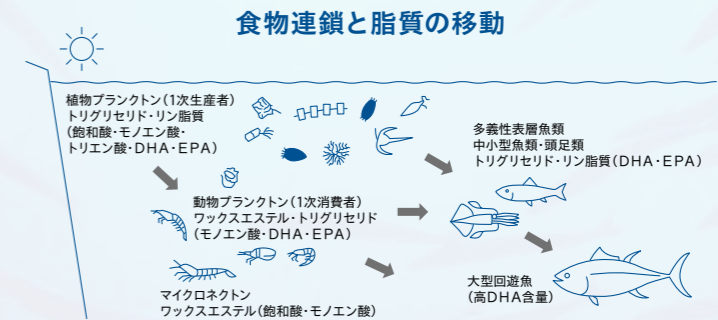 食物連鎖と脂質の移動
植物プランクトン(1次生産者)
トリグリセリド・リン脂質
(飽和酸・モノエン酸・
トリエン酸・DHA・EPA)
多義性表層魚類
中小型魚類・頭足類
トリグリセリド・リン脂質(DHA・EPA)
動物プランクトン(1次消費者)
ワックスエステル・トリグリセリド
(モノエン酸・DHA・EPA)
大型回遊魚
(高DHA含量)
マイクロネクトン
ワックスエステル(飽和酸・モノエン酸)